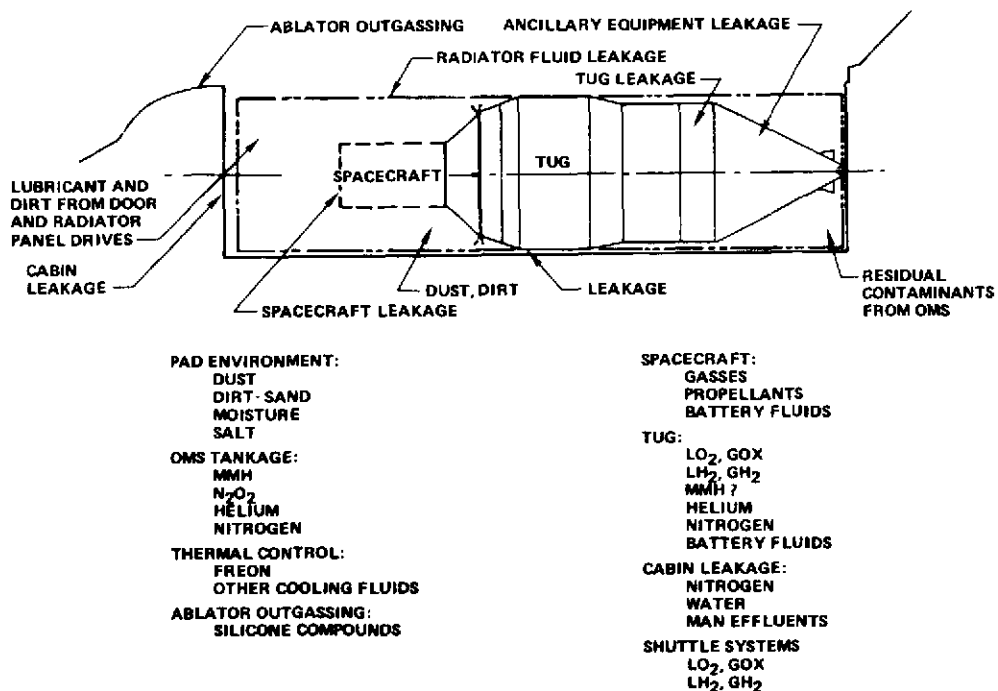 ABLATOR OUTGASSING
ANCILLARY EQUIPMENT LEAKAGE
RADIATOR FLUID LEAKAGE
TUG LEAKAGE
SPACECRAFT
TUG
LUBRICANT AND
DIRT FROM DOOR
AND RADIATOR
PANEL DRIVES
CABIN
LEAKAGE
SPACECRAFT LEAKAGE
DUST, DIRT
LEAKAGE
RESIDUAL
CONTAMINANTS
FROM OMS
PAD ENVIRONMENT:
DUST
DIRT-SAND
MOISTURE
SALT
OMS TANKAGE:
MMH
N2O2
HELIUM
NITROGEN
THERMAL CONTROL:
FREON
OTHER COOLING FLUIDS
ABLATOR OUTGASSING:
SILICONE COMPOUNDS
SPACECRAFT:
GASSES
PROPELLANTS
BATTERY FLUIDS
TUG:
LO2, GOX
LH2, GH2
MMH ?
HELIUM
NITROGEN
BATTERY FLUIDS
CABIN LEAKAGE:
NITROGEN
WATER
MAN EFFLUENTS
SHUTTLE SYSTEMS
LO2, GOX
LH2, GH2